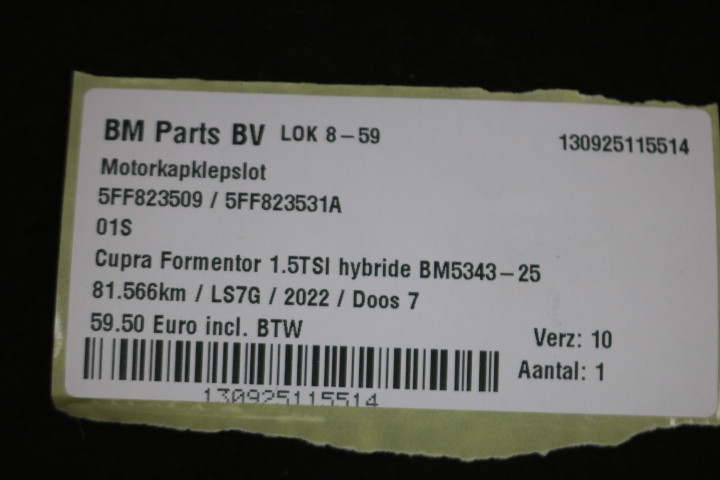 BM Parts BV LOK 8-59
130925115514
Motorkapklepslot
5FF823509 / 5FF823531A
01S
Cupra Formentor 1.5TSI hybride BM5343-25
81.566km / LS7G / 2022 / Doos 7
59.50 Euro incl. BTW
Verz: 10
Aantal: 1
130925115514